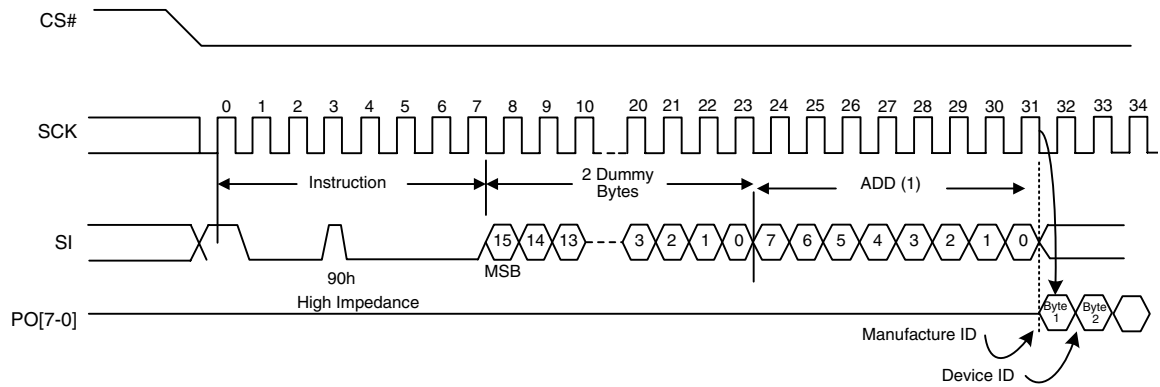 CS#
0 1 2 3 4 5 6 7 8 9 10 20 21 22 23 24 25 26 27 28 29 30 31 32 33 34
SCK
Instruction
2 Dummy
Bytes
ADD (1)
SI
15 14 13 3 2 1 0 7 6 5 4 3 2 1 0
MSB
90h
High Impedance
PO[7-0]
Byte
1
Byte
2
Manufacture ID
Device ID